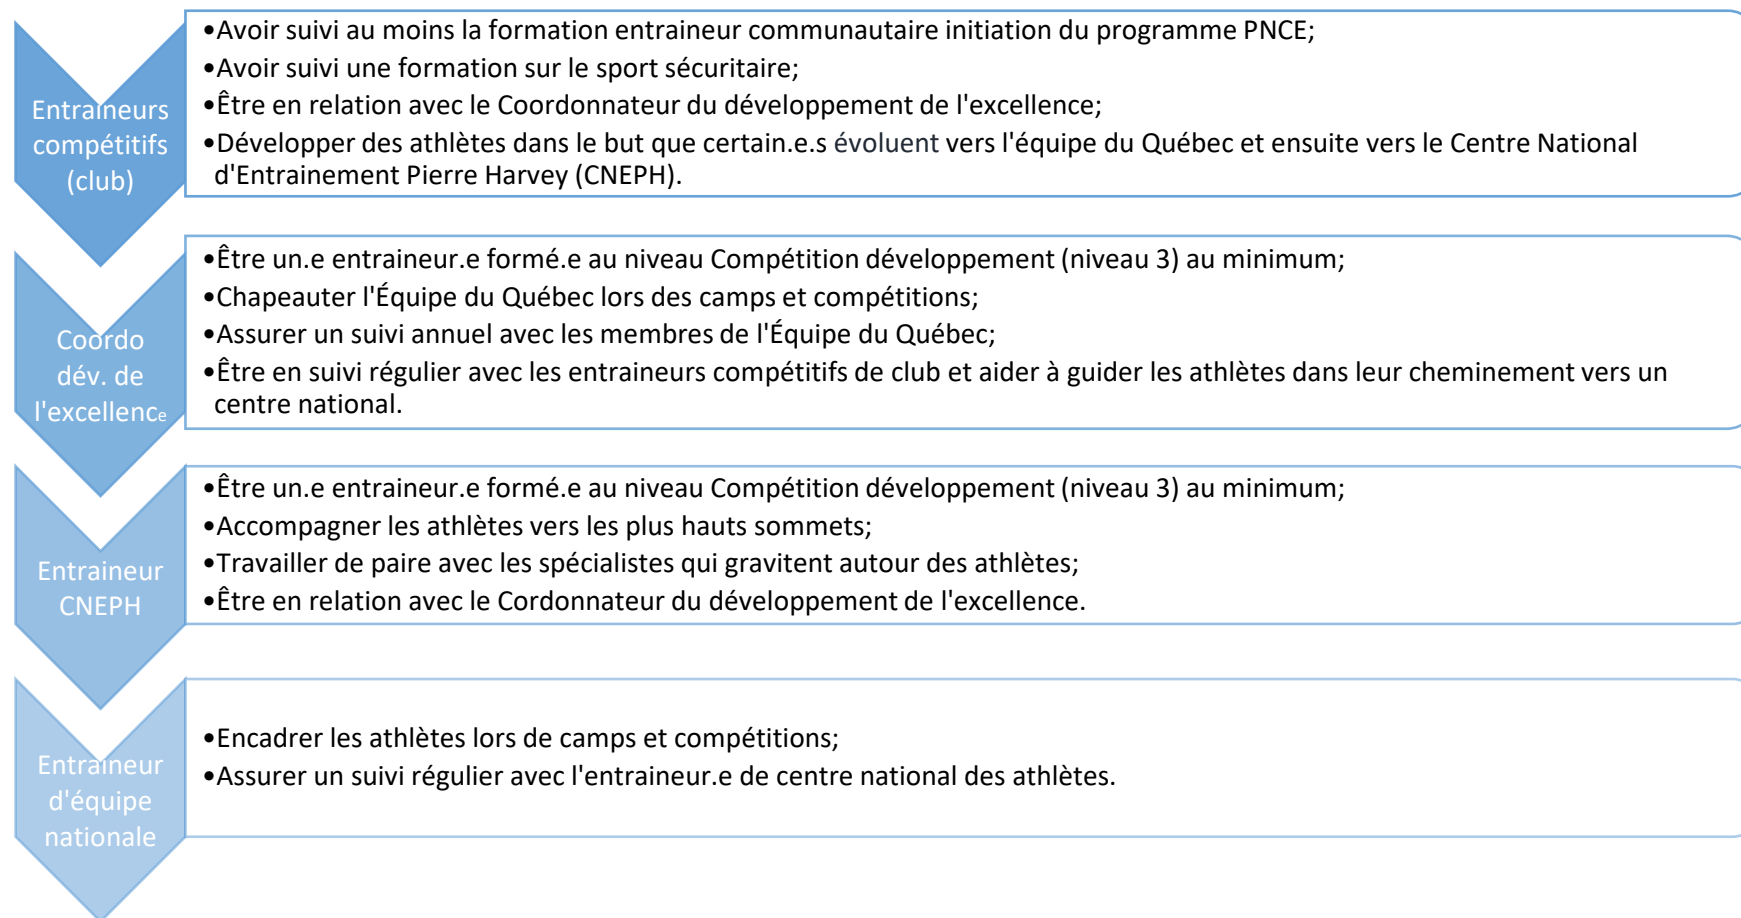 Entraineurs
compétitifs
(club)
•Avoir suivi au moins la formation entraineur communautaire initiation du programme PNCE;
•Avoir suivi une formation sur le sport sécuritaire;
•Être en relation avec le Coordonnateur du développement de l'excellence;
•Développer des athlètes dans le but que certain.e.s évoluent vers l'équipe du Québec et ensuite vers le Centre National
d'Entrainement Pierre Harvey (CNEPH).
Coordo
dév. de
l'excellence
•Être un.e entraineur.e formé.e au niveau Compétition développement (niveau 3) au minimum;
•Chapeauter l'Équipe du Québec lors des camps et compétitions;
•Assurer un suivi annuel avec les membres de l'Équipe du Québec;
•Être en suivi régulier avec les entraineurs compétitifs de club et aider à guider les athlètes dans leur cheminement vers un
centre national.
Entraineur
CNEPH
•Être un.e entraineur.e formé.e au niveau Compétition développement (niveau 3) au minimum;
•Accompagner les athlètes vers les plus hauts sommets;
•Travailler de paire avec les spécialistes qui gravitent autour des athlètes;
•Être en relation avec le Cordonnateur du développement de l'excellence.
Entraineur
d'équipe
nationale
•Encadrer les athlètes lors de camps et compétitions;
•Assurer un suivi régulier avec l'entraineur.e de centre national des athlètes.